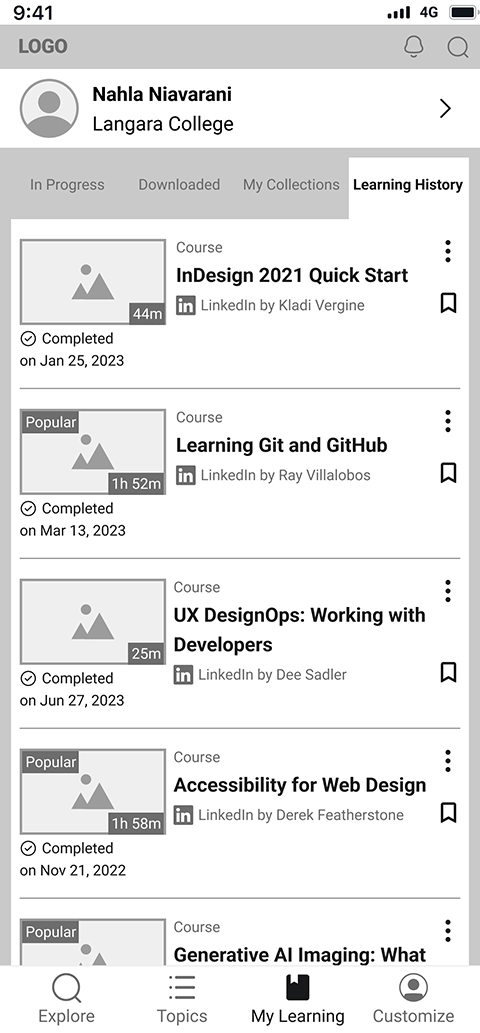 9:41
4G
LOGO
Nahla Niavarani
Langara College
In Progress
Downloaded
My Collections
Learning History
44m
Course
InDesign 2021 Quick Start
in LinkedIn by Kladi Vergine
Completed
on Jan 25, 2023
Popular
1h 52m
Course
Learning Git and GitHub
in LinkedIn by Ray Villalobos
Completed
on Mar 13, 2023
25m
Course
UX DesignOps: Working with
Developers
in LinkedIn by Dee Sadler
Completed
on Jun 27, 2023
Popular
1h 58m
Course
Accessibility for Web Design
in LinkedIn by Derek Featherstone
Completed
on Nov 21, 2022
Popular
Course
Generative AI Imaging: What
Explore
Topics
My Learning
Customize